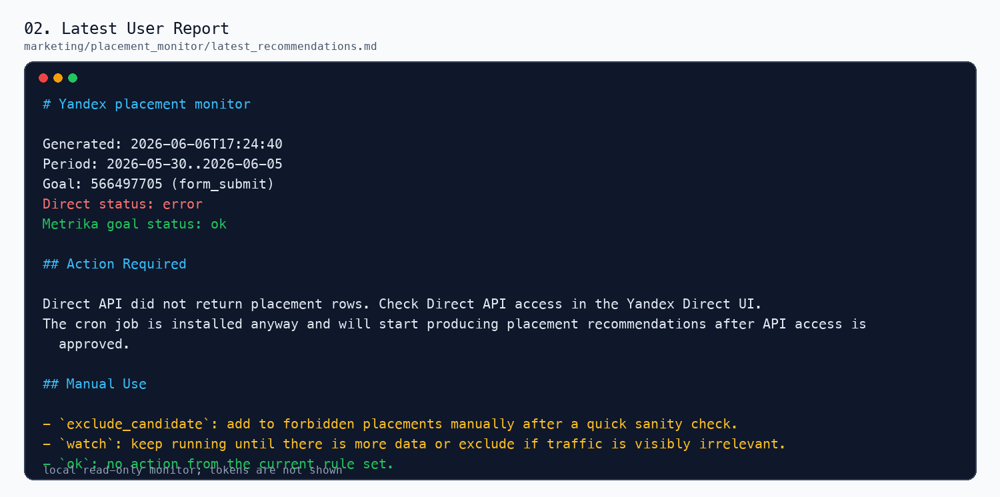 02. Latest User Report
marketing/placement_monitor/latest_recommendations.md
# Yandex placement monitor
Generated: 2026-06-06T17:24:40
Period: 2026-05-30..2026-06-05
Goal: 566497705 (form_submit)
Direct status: error
Metrika goal status: ok
## Action Required
Direct API did not return placement rows. Check Direct API access in the Yandex Direct UI.
The cron job is installed anyway and will start producing placement recommendations after API access is
approved.
## Manual Use
- `exclude_candidate`: add to forbidden placements manually after a quick sanity check.
- `watch`: keep running until there is more data or exclude if traffic is visibly irrelevant.
- `ok`: no action from the current rule set.
local read-only monitor; tokens are not shown